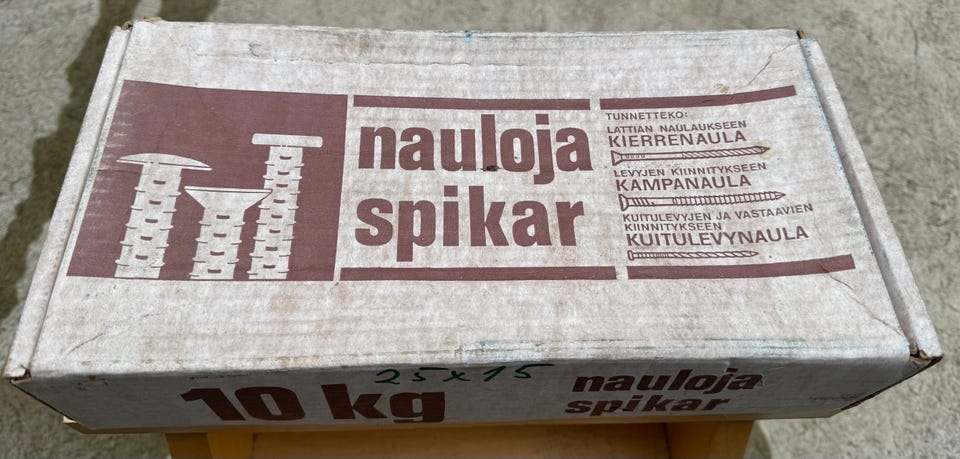 nauloja
spikar
TUNNETTEKO:
LATTIAN NAULAUKSEEN
KIERRENAULA
LEVYJEN KIINNITYKSEEN
KAMPANAULA
KUITULEVYJEN JA VASTAAVIEN
KIINNITYKSEEN
KUITULEVYNAULA
10 kg
25x15
nauloja
spikar